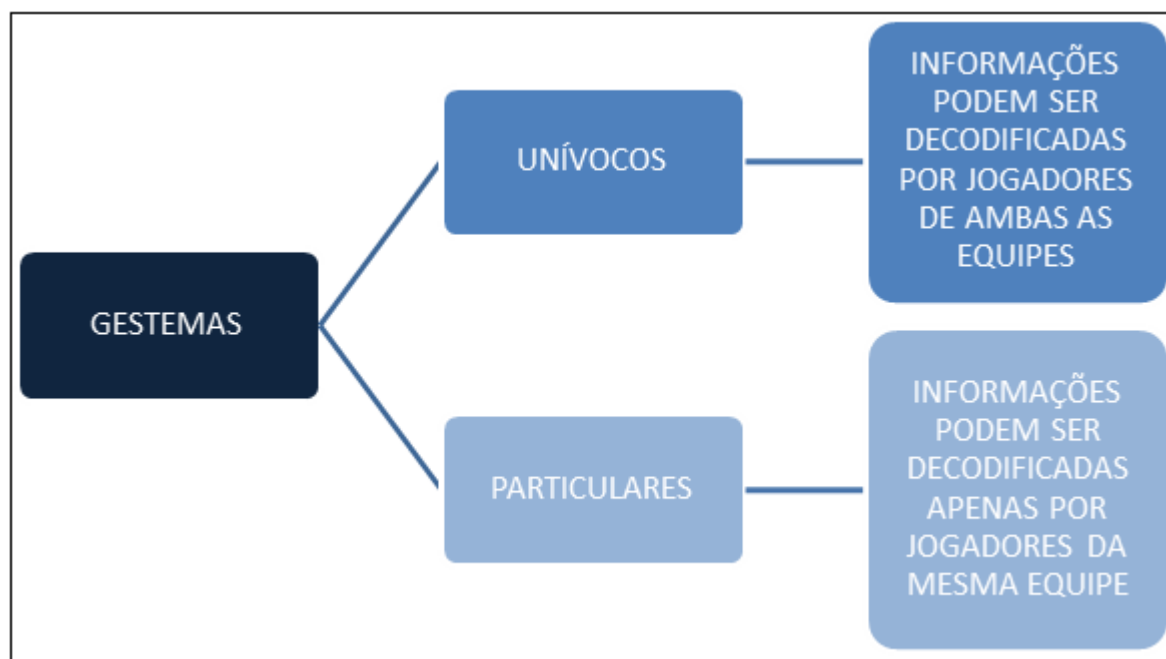 GESTEMAS
UNÍVOCOS
INFORMAÇÕES
PODEM SER
DECODIFICADAS
POR JOGADORES
DE AMBAS AS
EQUIPES
PARTICULARES
INFORMAÇÕES
PODEM SER
DECODIFICADAS
APENAS POR
JOGADORES DA
MESMA EQUIPE